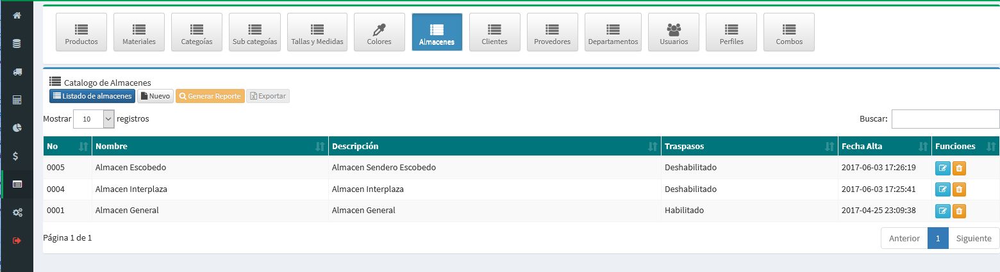 Productos Materiales Categoías Sub categoías Tallas y Medidas Colores Almacenes Clientes Provedores Departamentos Usuarios Perfiles Combos
Catalogo de Almacenes
Listado de almacenes Nuevo Generar Reporte Exportar
Mostrar 10 registros Buscar:
No Nombre Descripción Traspasos Fecha Alta Funciones
0005 Almacen Escobedo Almacen Sendero Escobedo Deshabilitado 2017-06-03 17:26:19
0004 Almacen Interplaza Almacen Interplaza Deshabilitado 2017-06-03 17:25:41
0001 Almacen General Almacen General Habilitado 2017-04-25 23:09:38
Página 1 de 1 Anterior 1 Siguiente